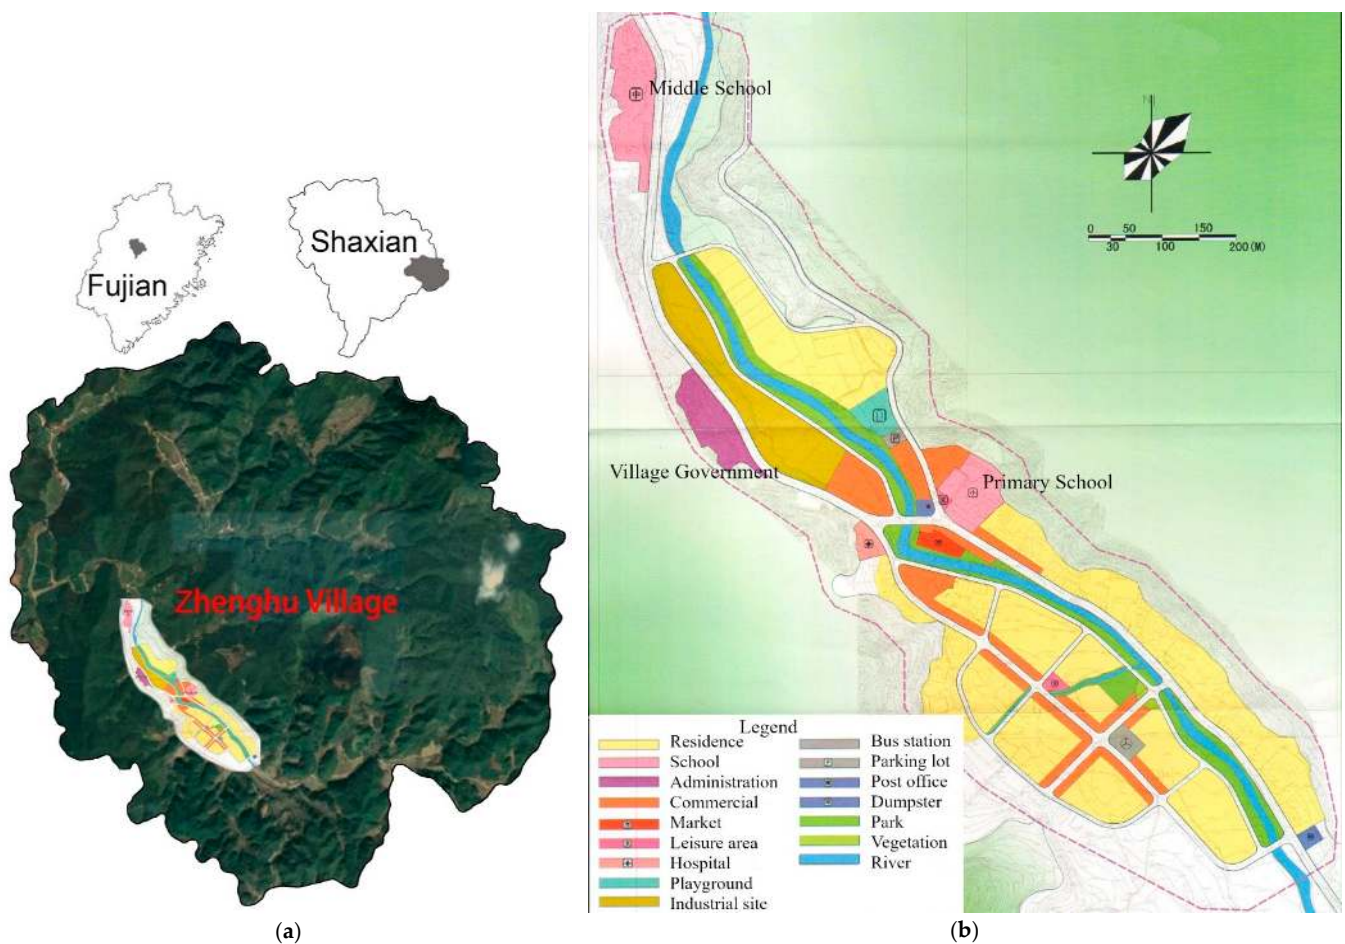 Fujian
Shaxian
Zhenghu Village
(a)
Middle School
N
0 50 150
30 100 200 (M)
Village Government
Primary School
Legend
Residence
School
Administration
Commercial
Market
Leisure area
Hospital
Playground
Industrial site
Bus station
Parking lot
Post office
Dumpster
Park
Vegetation
River
(b)